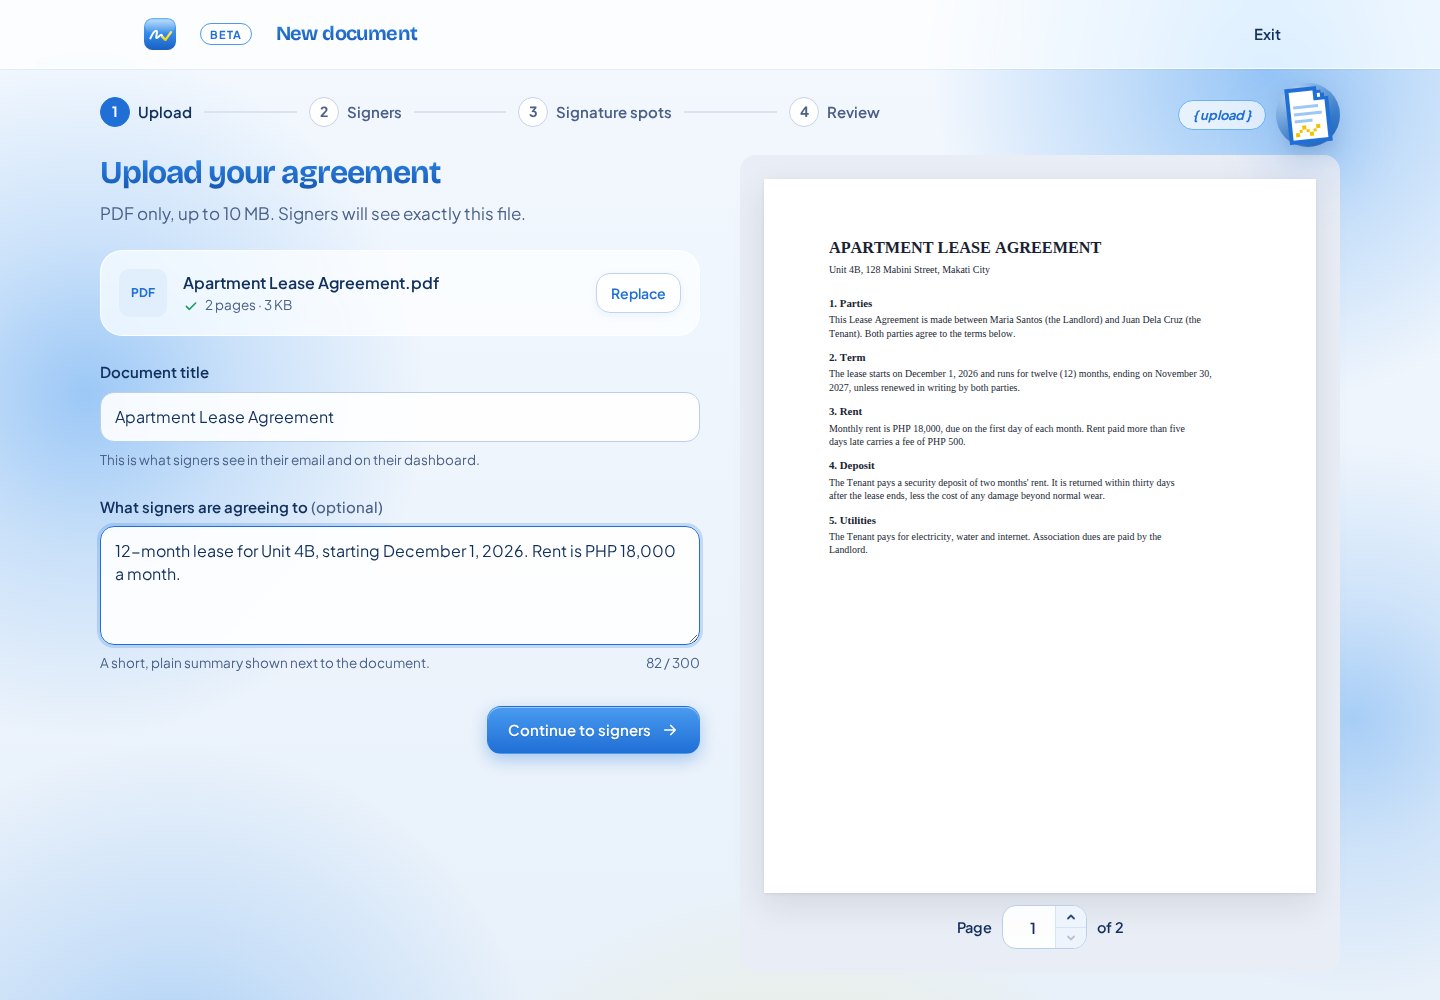 BETA
New document
Exit
1 Upload
2 Signers
3 Signature spots
4 Review
{ upload }
Upload your agreement
PDF only, up to 10 MB. Signers will see exactly this file.
PDF
Apartment Lease Agreement.pdf
2 pages · 3 KB
Replace
Document title
Apartment Lease Agreement
This is what signers see in their email and on their dashboard.
What signers are agreeing to (optional)
12-month lease for Unit 4B, starting December 1, 2026. Rent is PHP 18,000
a month.
A short, plain summary shown next to the document.
82 / 300
Continue to signers
APARTMENT LEASE AGREEMENT
Unit 4B, 128 Mabini Street, Makati City
1. Parties
This Lease Agreement is made between Maria Santos (the Landlord) and Juan Dela Cruz (the
Tenant). Both parties agree to the terms below.
2. Term
The lease starts on December 1, 2026 and runs for twelve (12) months, ending on November 30,
2027, unless renewed in writing by both parties.
3. Rent
Monthly rent is PHP 18,000, due on the first day of each month. Rent paid more than five
days late carries a fee of PHP 500.
4. Deposit
The Tenant pays a security deposit of two months' rent. It is returned within thirty days
after the lease ends, less the cost of any damage beyond normal wear.
5. Utilities
The Tenant pays for electricity, water and internet. Association dues are paid by the
Landlord.
Page 1 of 2